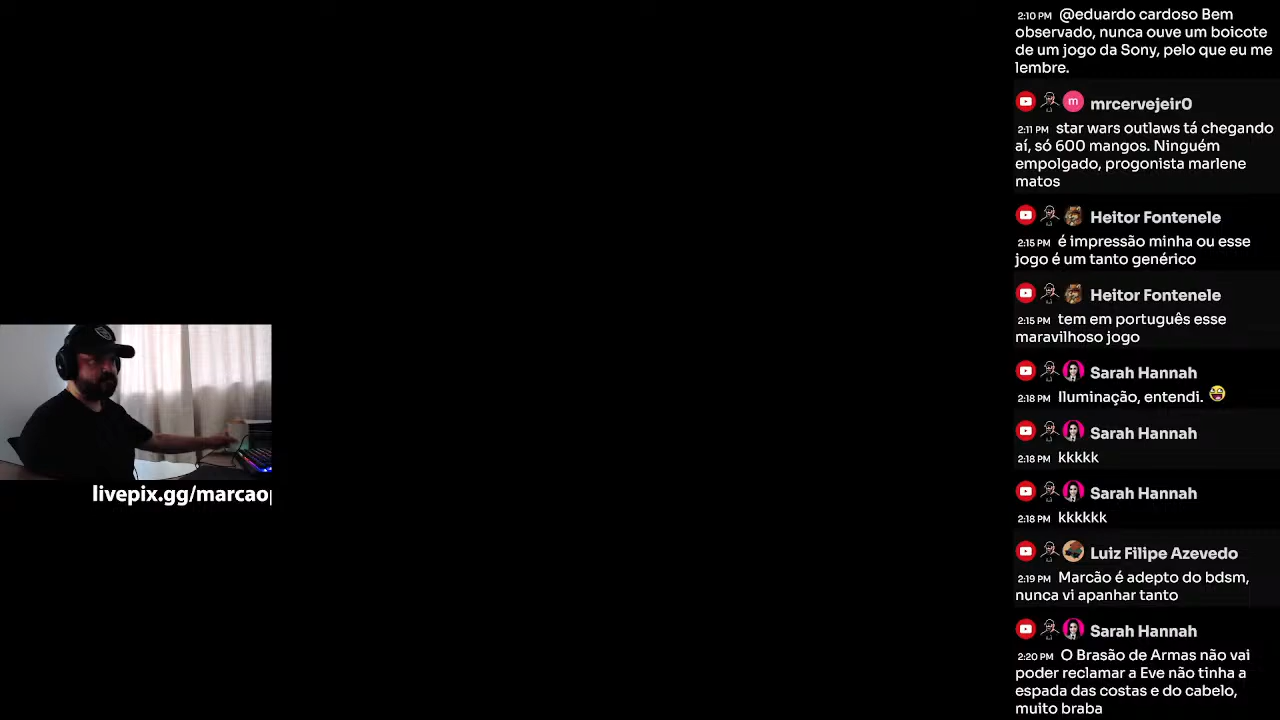 2:10 PM @eduardo cardoso Bem
observado, nunca ouve um boicote
de um jogo da Sony, pelo que eu me
lembre.
m mrcervejeir0
2:11 PM star wars outlaws tá chegando
aí, só 600 mangos. Ninguém
empolgado, progonista marlene
matos
Heitor Fontenele
2:15 PM é impressão minha ou esse
jogo é um tanto genérico
Heitor Fontenele
2:15 PM tem em português esse
maravilhoso jogo
Sarah Hannah
2:18 PM Iluminação, entendi.
Sarah Hannah
2:18 PM kkkkk
Sarah Hannah
2:18 PM kkkkkk
Luiz Filipe Azevedo
2:19 PM Marcão é adepto do bdsm,
nunca vi apanhar tanto
Sarah Hannah
2:20 PM O Brasão de Armas não vai
poder reclamar a Eve não tinha a
espada das costas e do cabelo,
muito braba
livepix.gg/marcaop